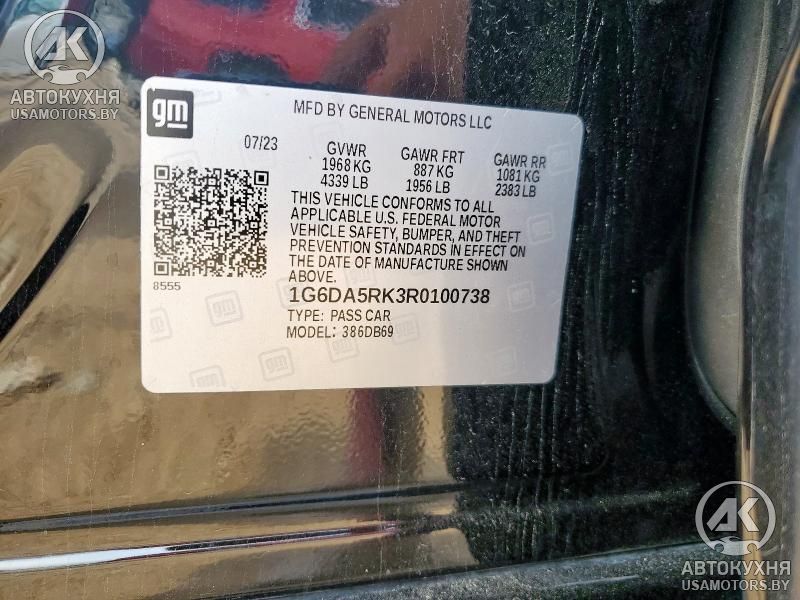 AK
АВТОКУХНЯ
USAMOTORS.BY
gm
MFD BY GENERAL MOTORS LLC
07/23
GVWR
1968 KG
4339 LB
GAWR FRT
887 KG
1956 LB
GAWR RR
1081 KG
2383 LB
THIS VEHICLE CONFORMS TO ALL
APPLICABLE U.S. FEDERAL MOTOR
VEHICLE SAFETY, BUMPER, AND THEFT
PREVENTION STANDARDS IN EFFECT ON
THE DATE OF MANUFACTURE SHOWN
ABOVE.
8555
1G6DA5RK3R0100738
TYPE: PASS CAR
MODEL: 386DB69
AK
АВТОКУХНЯ
USAMOTORS.BY